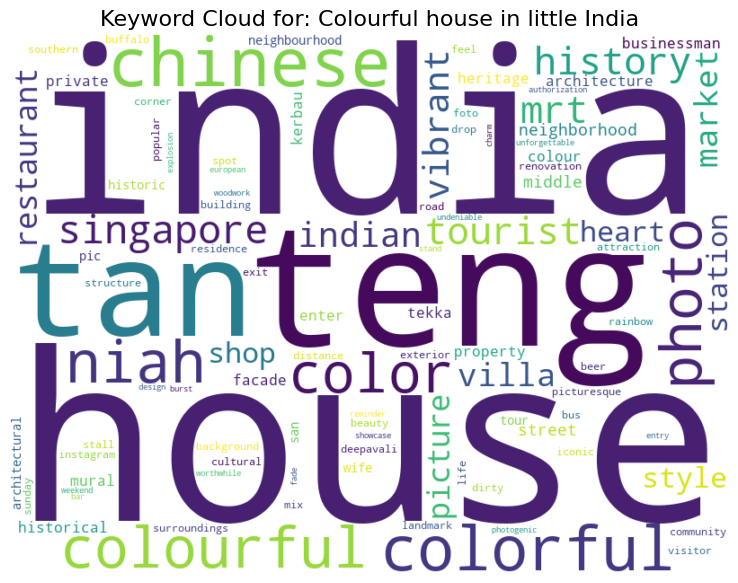 Keyword Cloud for: Colourful house in little India
southern
buffalo
neighbourhood
feel
businessman
chinese
private
corner
kerbau
vibrant
heritage
history
architecture
authorization
market
restaurant
india
popular
explosion
foto
mrt
drop
charm
neighborhood
unforgettable
colour
renovation
middle
spot
european
historic
woodwork
building
road
undeniable
singapore
indian
tourist
heart
photo
station
pic
residence
stand
attraction
tan
teng
structure
exit
enter
tekka
rainbow
niah
shop
distance
exterior
property
beer
facade
color
villa
picturesque
design
burst
house
architectural
sunday
stall
instagram
background
cultural
worthwhile
san
reminder
beauty
showcase
deepavali
wife
picture
tour
bus
street
iconic
entry
mural
weekend
bar
fade
life
dirty
style
mix
historical
surroundings
landmark
photogenic
community
visitor
colourful
colorful